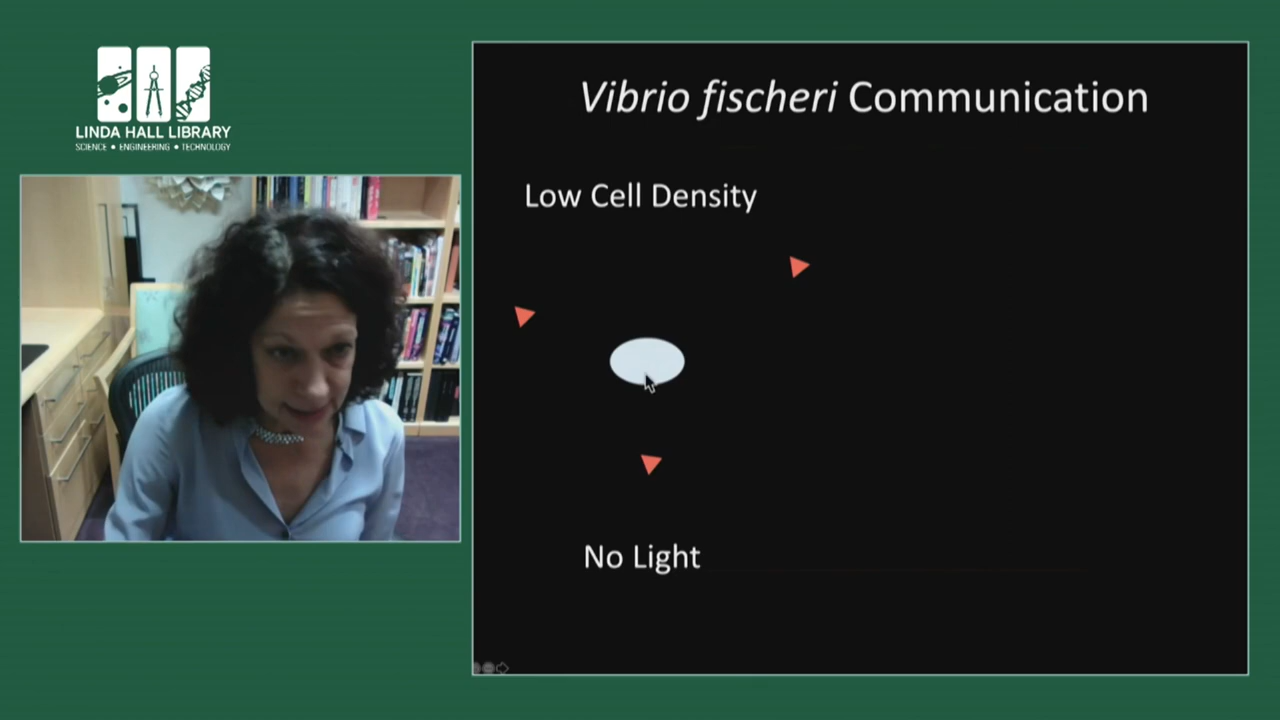 LINDA HALL LIBRARY
SCIENCE ● ENGINEERING ● TECHNOLOGY
Vibrio fischeri Communication
Low Cell Density
No Light